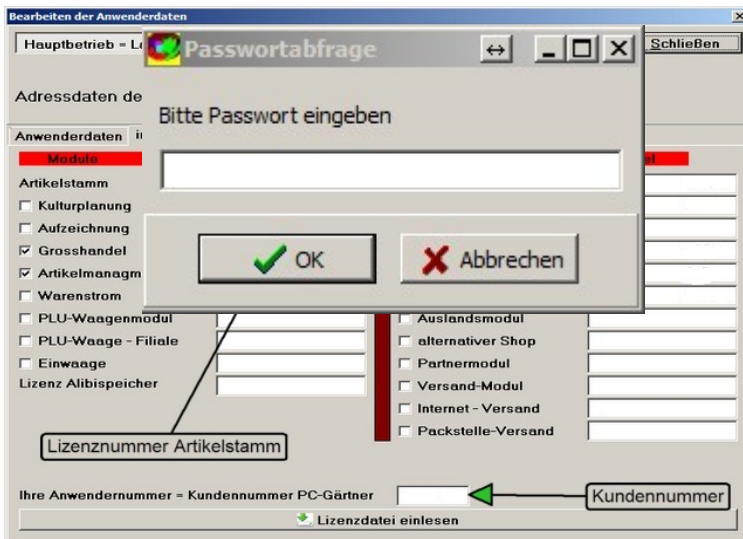 Bearbeiten der Anwenderdaten
Hauptbetrieb = L
Schließen
Passwortabfrage
Bitte Passwort eingeben
OK
Abbrechen
Adressdaten de
Anwenderdaten
Module
Artikelstamm
Kulturplanung
Aufzeichnung
Grosshandel
Artikelmanagm
Warenstrom
PLU-Waagenmodul
PLU-Waage - Filiale
Einwaage
Lizenz Alibispeicher
Auslandsmodul
alternativer Shop
Partnermodul
Versand-Modul
Internet - Versand
Packstelle-Versand
Lizenznummer Artikelstamm
Ihre Anwendernummer = Kundennummer PC-Gärtner
Kundennummer
Lizenzdatei einlesen